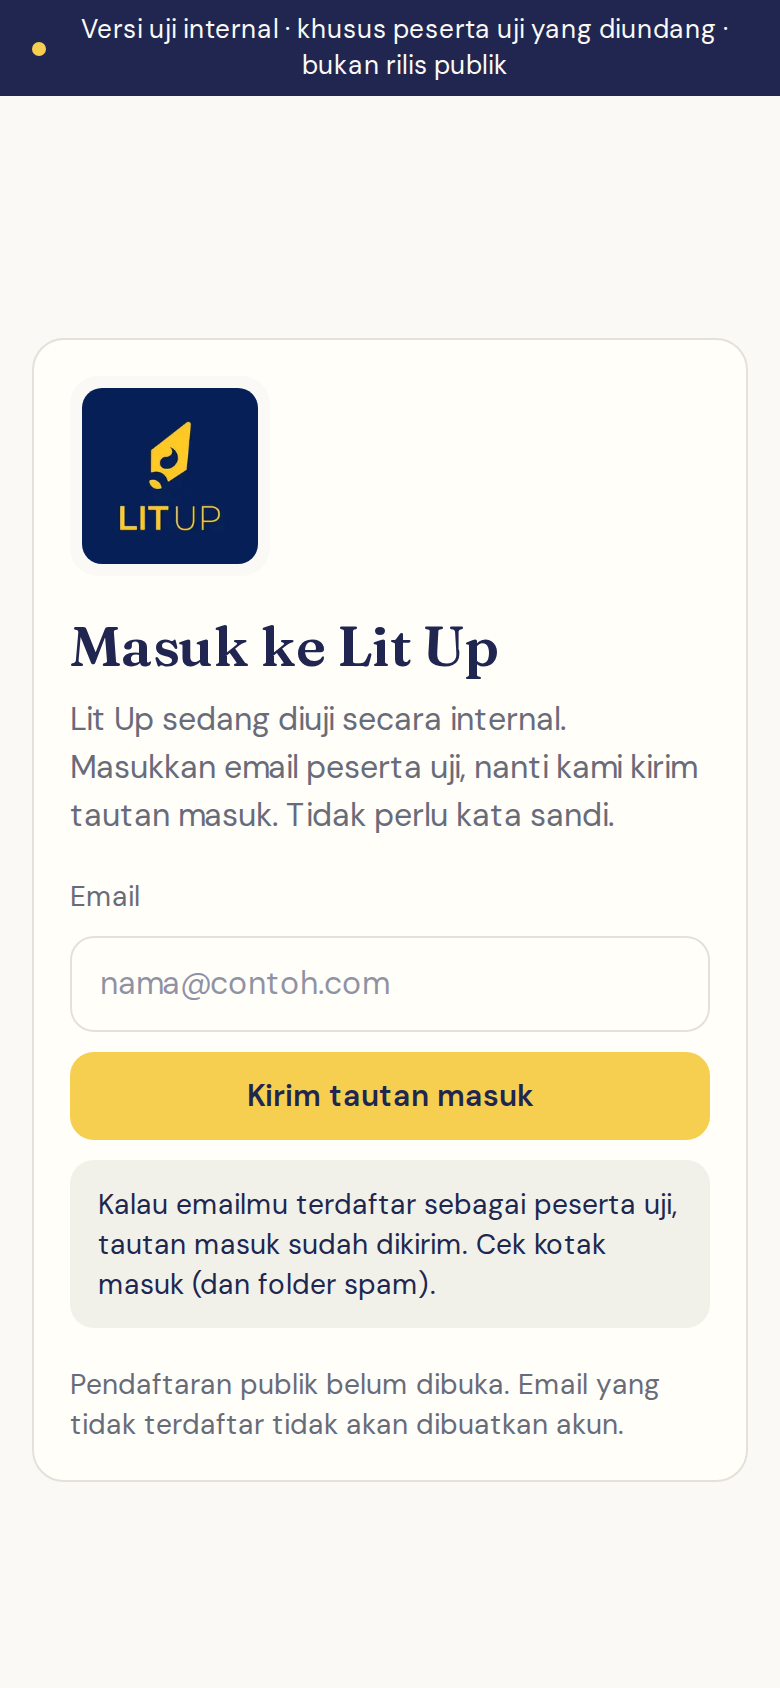 Versi uji internal · khusus peserta uji yang diundang ·
bukan rilis publik
LIT UP
Masuk ke Lit Up
Lit Up sedang diuji secara internal.
Masukkan email peserta uji, nanti kami kirim
tautan masuk. Tidak perlu kata sandi.
Email
nama@contoh.com
Kirim tautan masuk
Kalau emailmu terdaftar sebagai peserta uji,
tautan masuk sudah dikirim. Cek kotak
masuk (dan folder spam).
Pendaftaran publik belum dibuka. Email yang
tidak terdaftar tidak akan dibuatkan akun.